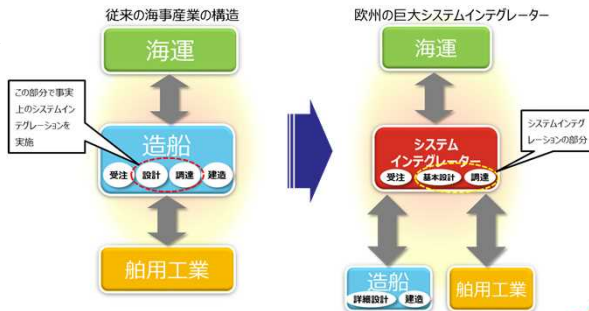 従来の海事産業の構造
海運
この部分で事実
上のシステムイン
テグレーションを
実施
造船
受注 設計 調達 建造
舶用工業
欧州の巨大システムインテグレーター
海運
システム
インテグレーター
受注 基本設計 調達
システムインテグ
レーションの部分
造船
詳細設計 建造
舶用工業